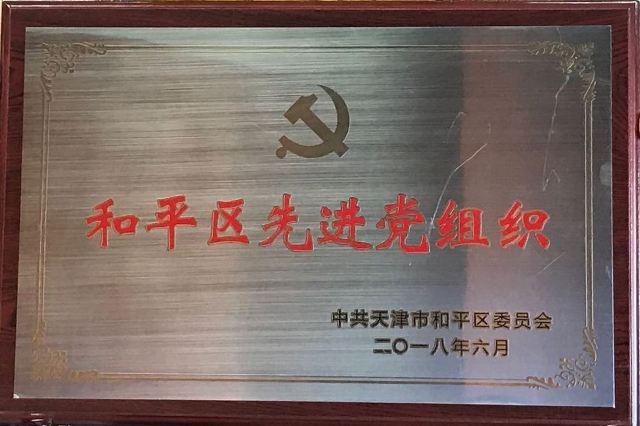 和平区先进党组织
中共天津市和平区委员会
二〇一八年六月